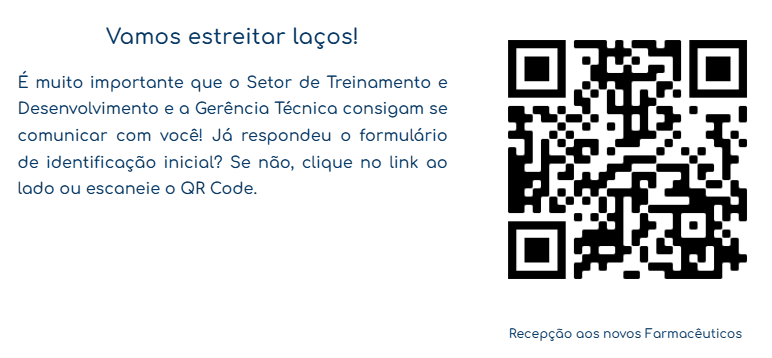 Vamos estreitar laços!
É muito importante que o Setor de Treinamento e
Desenvolvimento e a Gerência Técnica consigam se
comunicar com você! Já respondeu o formulário
de identificação inicial? Se não, clique no link ao
lado ou escaneie o QR Code.
Recepção aos novos Farmacêuticos